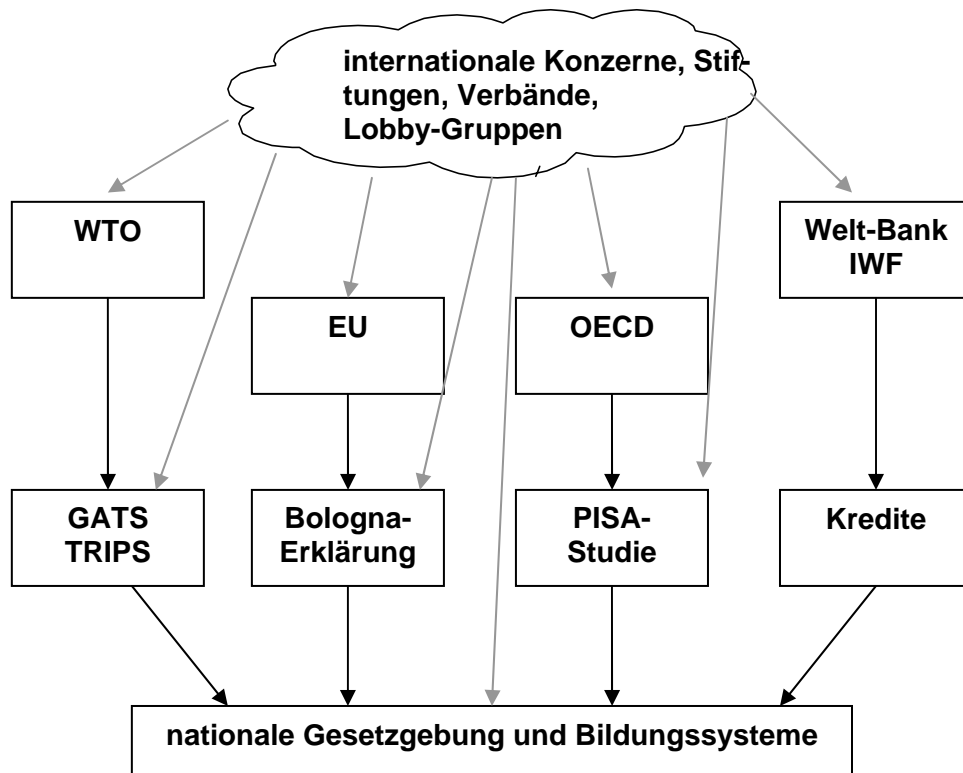 internationale Konzerne, Stif-
tungen, Verbände,
Lobby-Gruppen
WTO
Welt-Bank
IWF
EU
OECD
GATS
TRIPS
Bologna-
Erklärung
PISA-
Studie
Kredite
nationale Gesetzgebung und Bildungssysteme